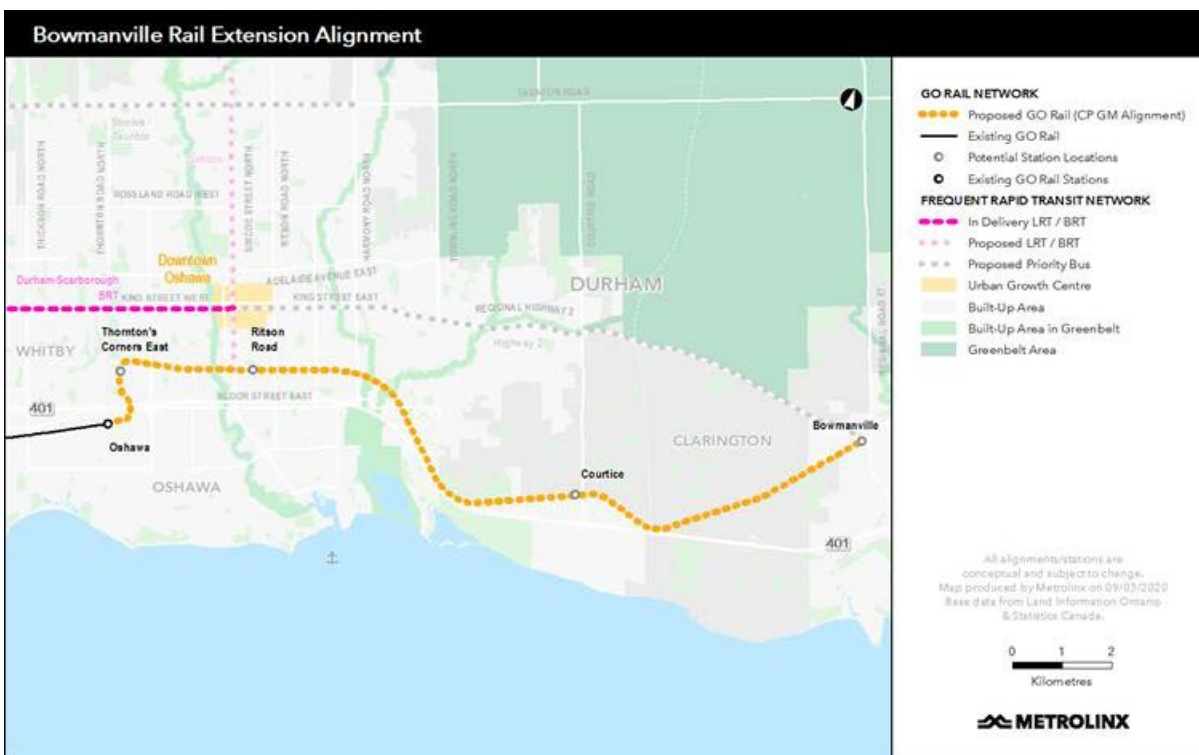 Bowmanville Rail Extension Alignment
TAUNTON ROAD
ROSSLAND ROAD WEST
THORNTON ROAD NORTH
SIMCOE STREET NORTH
RITSON ROAD NORTH
HARMONY ROAD NORTH
COURTICE ROAD
Downtown
Oshawa
ADELAIDE AVENUE EAST
DURHAM
Durham-Scarborough
BRT
KING STREET WEST
KING STREET EAST
REGIONAL HIGHWAY 2
Highway 2
Thornton's
Corners East
Ritson
Road
WHITBY
BLOOR STREET EAST
401
Oshawa
OSHAWA
Bowmanville
CLARINGTON
Courtice
401
GO RAIL NETWORK
Proposed GO Rail (CP GM Alignment)
Existing GO Rail
Potential Station Locations
Existing GO Rail Stations
FREQUENT RAPID TRANSIT NETWORK
In Delivery LRT / BRT
Proposed LRT / BRT
Proposed Priority Bus
Urban Growth Centre
Built-Up Area
Built-Up Area in Greenbelt
Greenbelt Area
All alignments/stations are
conceptual and subject to change.
Map produced by Metrolinx on 09/03/2020
Base data from Land Information Ontario
& Statistics Canada.
0 1 2
Kilometres
METROLINX